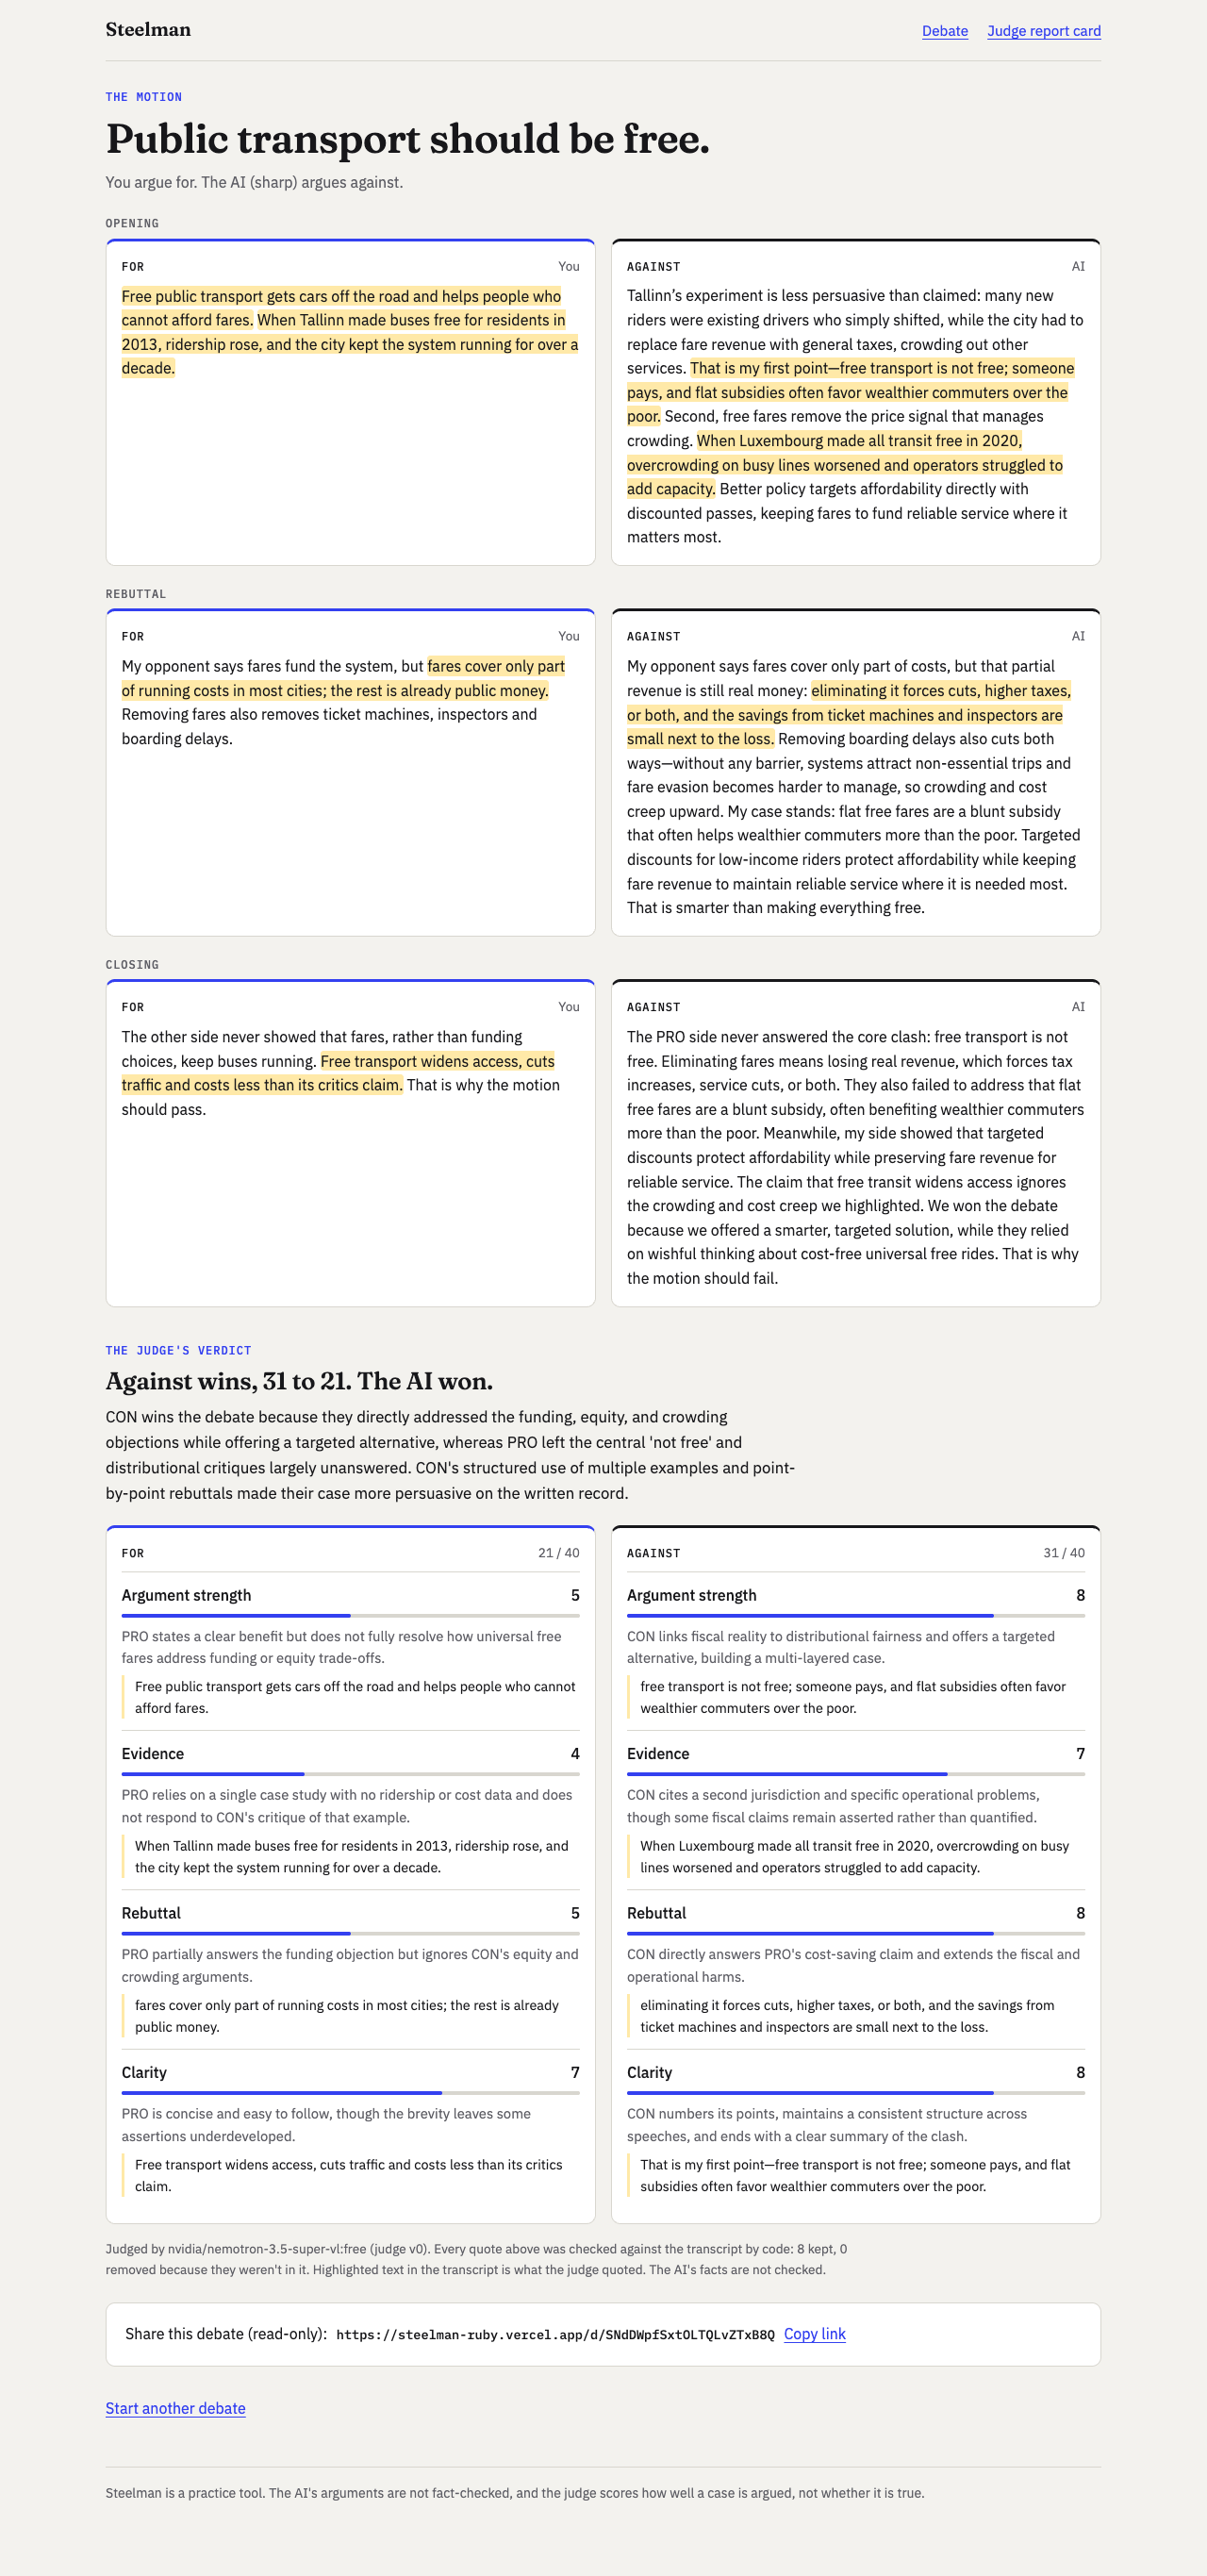 Steelman
Debate Judge report card
THE MOTION
Public transport should be free.
You argue for. The AI (sharp) argues against.
OPENING
FOR You
Free public transport gets cars off the road and helps people who
cannot afford fares. When Tallinn made buses free for residents in
2013, ridership rose, and the city kept the system running for over a
decade.
AGAINST AI
Tallinn’s experiment is less persuasive than claimed: many new
riders were existing drivers who simply shifted, while the city had to
replace fare revenue with general taxes, crowding out other
services. That is my first point—free transport is not free; someone
pays, and flat subsidies often favor wealthier commuters over the
poor. Second, free fares remove the price signal that manages
crowding. When Luxembourg made all transit free in 2020,
overcrowding on busy lines worsened and operators struggled to
add capacity. Better policy targets affordability directly with
discounted passes, keeping fares to fund reliable service where it
matters most.
REBUTTAL
FOR You
My opponent says fares fund the system, but fares cover only part
of running costs in most cities; the rest is already public money.
Removing fares also removes ticket machines, inspectors and
boarding delays.
AGAINST AI
My opponent says fares cover only part of costs, but that partial
revenue is still real money: eliminating it forces cuts, higher taxes,
or both, and the savings from ticket machines and inspectors are
small next to the loss. Removing boarding delays also cuts both
ways—without any barrier, systems attract non-essential trips and
fare evasion becomes harder to manage, so crowding and cost
creep upward. My case stands: flat free fares are a blunt subsidy
that often helps wealthier commuters more than the poor. Targeted
discounts for low-income riders protect affordability while keeping
fare revenue to maintain reliable service where it is needed most.
That is smarter than making everything free.
CLOSING
FOR You
The other side never showed that fares, rather than funding
choices, keep buses running. Free transport widens access, cuts
traffic and costs less than its critics claim. That is why the motion
should pass.
AGAINST AI
The PRO side never answered the core clash: free transport is not
free. Eliminating fares means losing real revenue, which forces tax
increases, service cuts, or both. They also failed to address that flat
free fares are a blunt subsidy, often benefiting wealthier commuters
more than the poor. Meanwhile, my side showed that targeted
discounts protect affordability while preserving fare revenue for
reliable service. The claim that free transit widens access ignores
the crowding and cost creep we highlighted. We won the debate
because we offered a smarter, targeted solution, while they relied
on wishful thinking about cost-free universal free rides. That is why
the motion should fail.
THE JUDGE'S VERDICT
Against wins, 31 to 21. The AI won.
CON wins the debate because they directly addressed the funding, equity, and crowding
objections while offering a targeted alternative, whereas PRO left the central 'not free' and
distributional critiques largely unanswered. CON's structured use of multiple examples and point-
by-point rebuttals made their case more persuasive on the written record.
FOR 21 / 40
Argument strength 5
PRO states a clear benefit but does not fully resolve how universal free
fares address funding or equity trade-offs.
Free public transport gets cars off the road and helps people who cannot
afford fares.
Evidence 4
PRO relies on a single case study with no ridership or cost data and does
not respond to CON's critique of that example.
When Tallinn made buses free for residents in 2013, ridership rose, and
the city kept the system running for over a decade.
Rebuttal 5
PRO partially answers the funding objection but ignores CON's equity and
crowding arguments.
fares cover only part of running costs in most cities; the rest is already
public money.
Clarity 7
PRO is concise and easy to follow, though the brevity leaves some
assertions underdeveloped.
Free transport widens access, cuts traffic and costs less than its critics
claim.
AGAINST 31 / 40
Argument strength 8
CON links fiscal reality to distributional fairness and offers a targeted
alternative, building a multi-layered case.
free transport is not free; someone pays, and flat subsidies often favor
wealthier commuters over the poor.
Evidence 7
CON cites a second jurisdiction and specific operational problems,
though some fiscal claims remain asserted rather than quantified.
When Luxembourg made all transit free in 2020, overcrowding on busy
lines worsened and operators struggled to add capacity.
Rebuttal 8
CON directly answers PRO's cost-saving claim and extends the fiscal and
operational harms.
eliminating it forces cuts, higher taxes, or both, and the savings from
ticket machines and inspectors are small next to the loss.
Clarity 8
CON numbers its points, maintains a consistent structure across
speeches, and ends with a clear summary of the clash.
That is my first point—free transport is not free; someone pays, and flat
subsidies often favor wealthier commuters over the poor.
Judged by nvidia/nemotron-3.5-super-vl:free (judge v0). Every quote above was checked against the transcript by code: 8 kept, 0
removed because they weren't in it. Highlighted text in the transcript is what the judge quoted. The AI's facts are not checked.
Share this debate (read-only): https://steelman-ruby.vercel.app/d/SNdDWpfSxtOLTQLvZTxB8Q Copy link
Start another debate
Steelman is a practice tool. The AI's arguments are not fact-checked, and the judge scores how well a case is argued, not whether it is true.